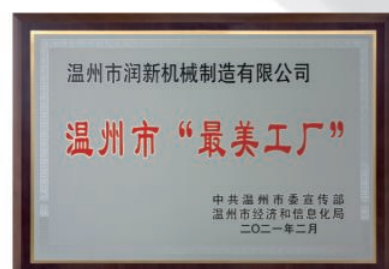 温州市润新机械制造有限公司
温州市“最美工厂”
中共温州市委宣传部
温州市经济和信息化局
二〇二一年二月